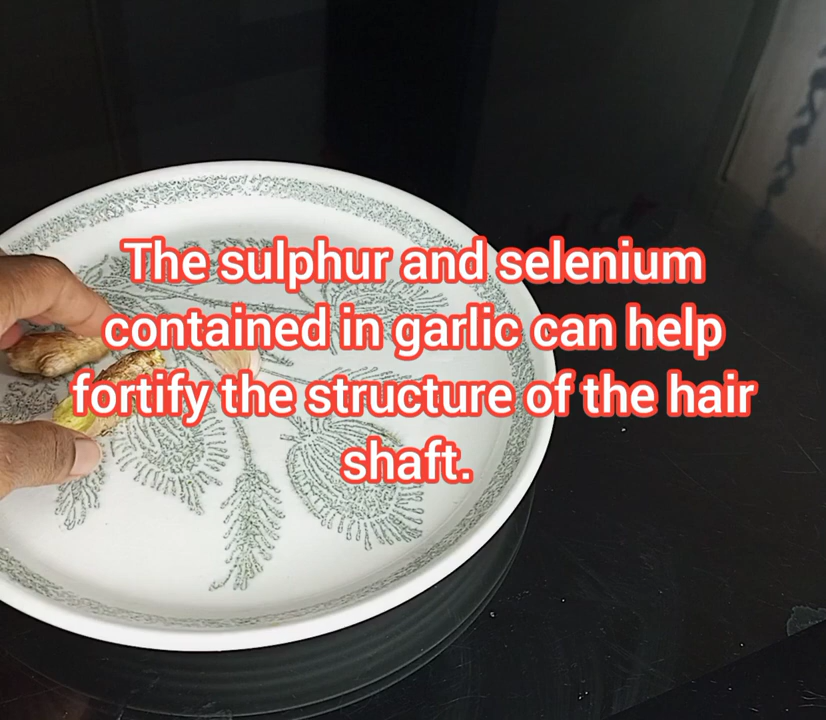 The sulphur and selenium
contained in garlic can help
fortify the structure of the hair
shaft.